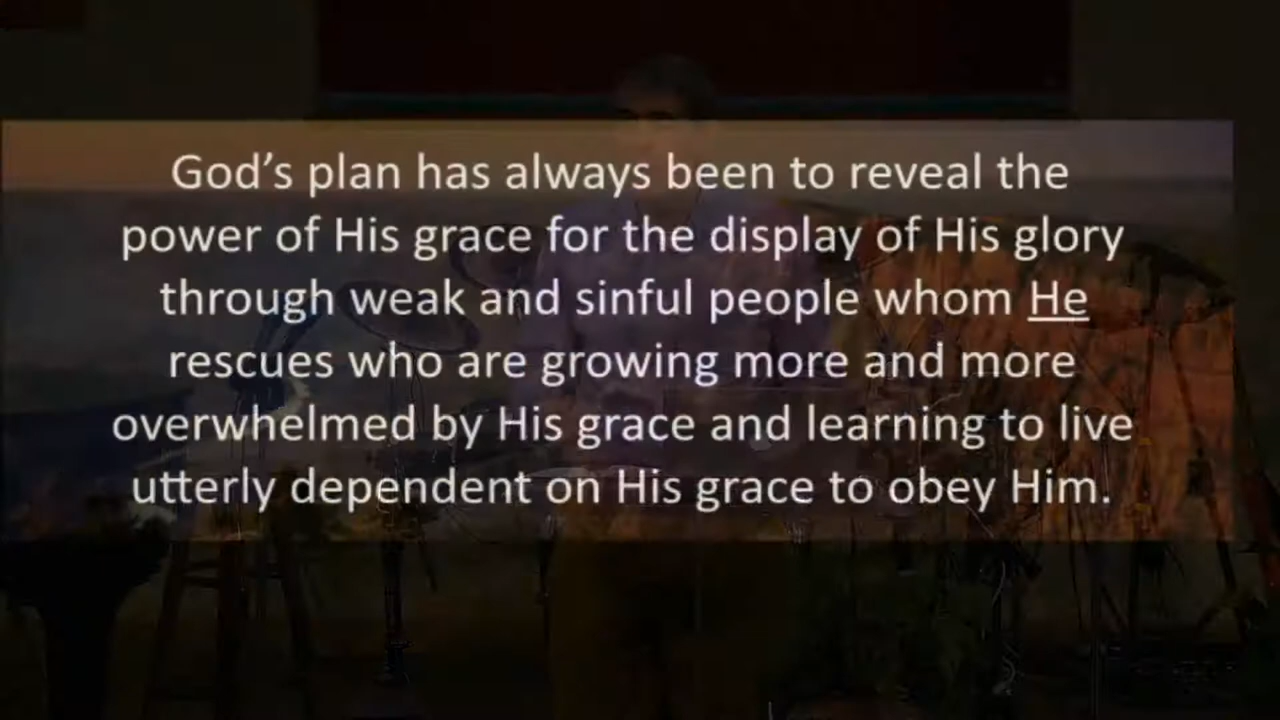 God’s plan has always been to reveal the
power of His grace for the display of His glory
through weak and sinful people whom He
rescues who are growing more and more
overwhelmed by His grace and learning to live
utterly dependent on His grace to obey Him.